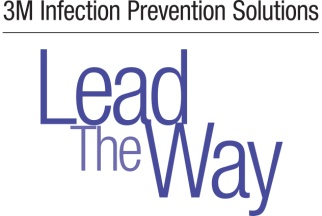 3M Infection Prevention Solutions
Lead
The Way